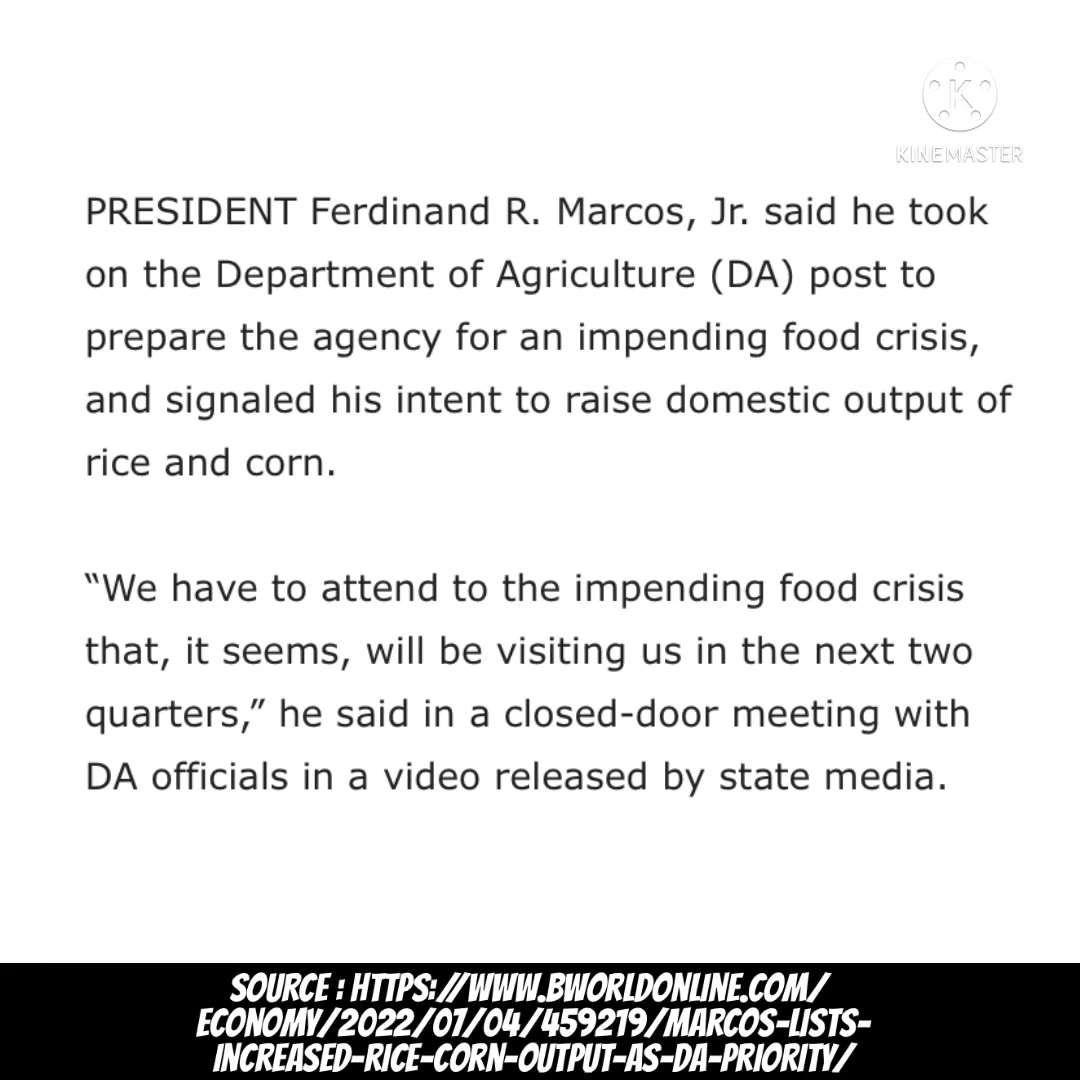 K
KINEMASTER
PRESIDENT Ferdinand R. Marcos, Jr. said he took
on the Department of Agriculture (DA) post to
prepare the agency for an impending food crisis,
and signaled his intent to raise domestic output of
rice and corn.
“We have to attend to the impending food crisis
that, it seems, will be visiting us in the next two
quarters,” he said in a closed-door meeting with
DA officials in a video released by state media.
SOURCE : HTTPS://WWW.BWORLDONLINE.COM/
ECONOMY/2022/07/04/459219/MARCOS-LISTS-
INCREASED-RICE-CORN-OUTPUT-AS-DA-PRIORITY/